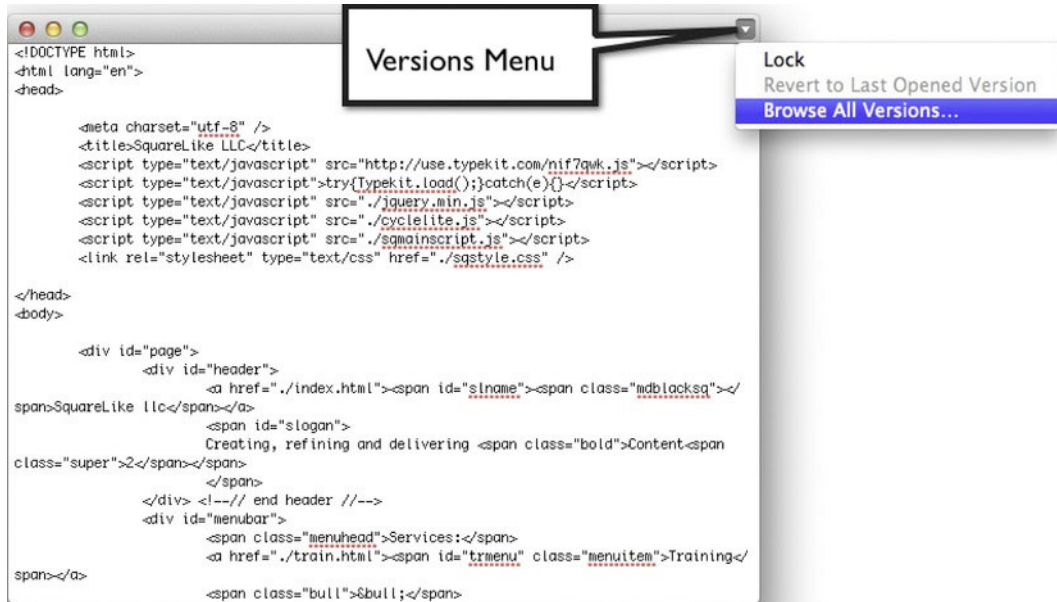 Versions Menu
Lock
Revert to Last Opened Version
Browse All Versions...
<!DOCTYPE html>
<html lang="en">
<head>
<meta charset="utf-8" />
<title>SquareLike LLC</title>
<script type="text/javascript" src="http://use.typekit.com/nif7qwk.js"></script>
<script type="text/javascript">try{Typekit.load();}catch(e){}</script>
<script type="text/javascript" src="./jquery.min.js"></script>
<script type="text/javascript" src="./cyclelite.js"></script>
<script type="text/javascript" src="./sqmainscript.js"></script>
<link rel="stylesheet" type="text/css" href="./sqstyle.css" />
</head>
<body>
<div id="page">
<div id="header">
<a href="./index.html"><span id="slname"><span class="mdblacksq"></
span>SquareLike llc</span></a>
<span id="slogan">
Creating, refining and delivering <span class="bold">Content<span
class="super">2</span></span>
</span>
</div> <!--// end header //-->
<div id="menubar">
<span class="menuhead">Services:</span>
<a href="./train.html"><span id="trmenu" class="menuitem">Training</
span></a>
<span class="bull">&bull;</span>